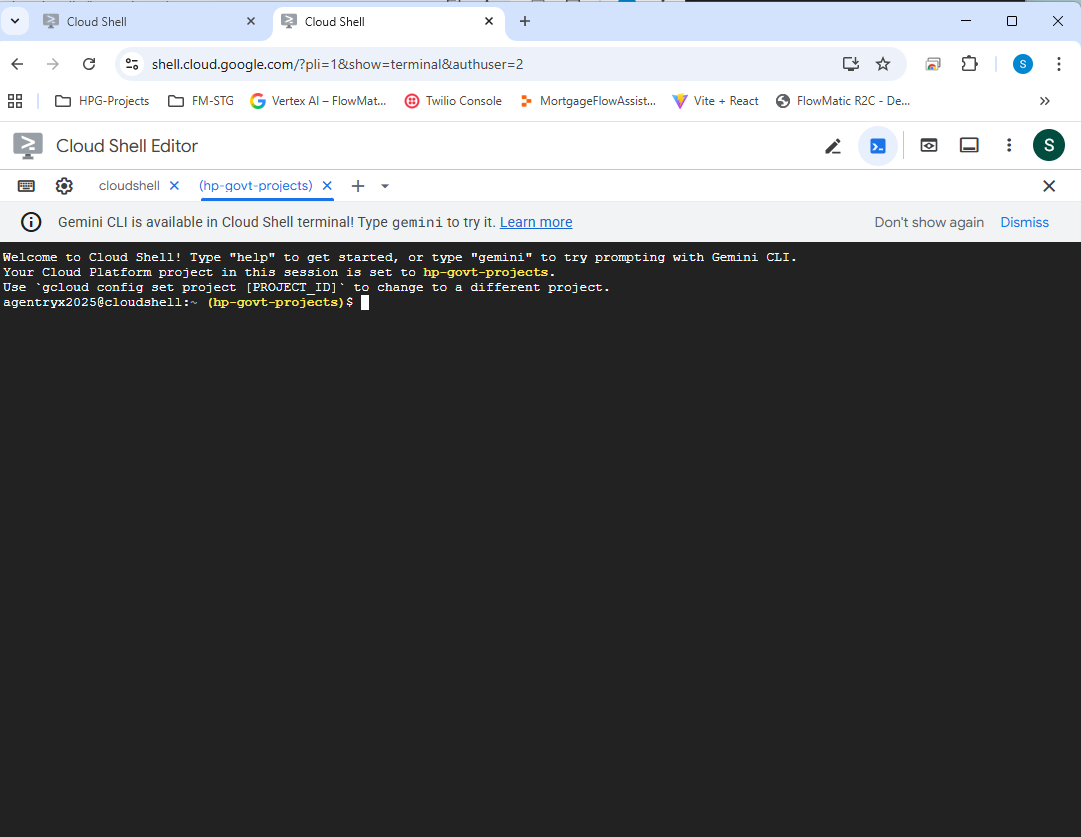 Cloud Shell
Cloud Shell
shell.cloud.google.com/?pli=1&show=terminal&authuser=2
S
HPG-Projects
FM-STG
Vertex AI – FlowMat...
Twilio Console
MortgageFlowAssist...
Vite + React
FlowMatic R2C - De...
Cloud Shell Editor
S
cloudshell
(hp-govt-projects)
Gemini CLI is available in Cloud Shell terminal! Type gemini to try it. Learn more
Don't show again
Dismiss
Welcome to Cloud Shell! Type "help" to get started, or type "gemini" to try prompting with Gemini CLI.
Your Cloud Platform project in this session is set to hp-govt-projects.
Use `gcloud config set project [PROJECT_ID]` to change to a different project.
agentryx2025@cloudshell:~ (hp-govt-projects)$